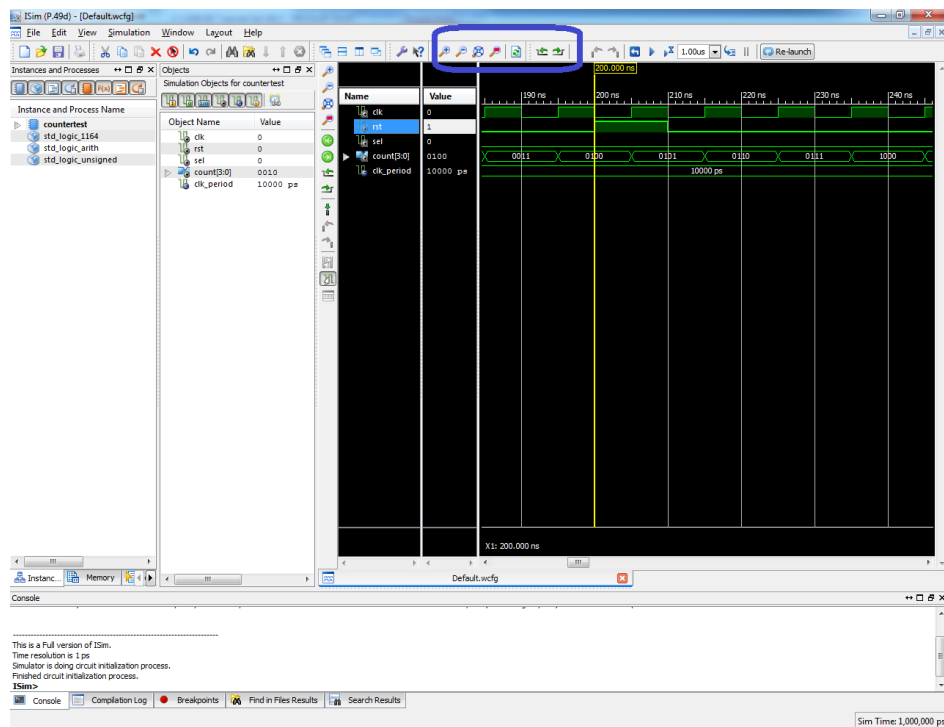 ISim (P.49d) - [Default.wcfg]
File Edit View Simulation Window Layout Help
1.00us Re-launch
Instances and Processes
Instance and Process Name
countertest
std_logic_1164
std_logic_arith
std_logic_unsigned
Instanc... Memory
Objects
Simulation Objects for countertest
Object Name Value
clk 0
rst 0
sel 0
count[3:0] 0010
clk_period 10000 ps
Name Value
clk 0
rst 1
sel 0
count[3:0] 0100
clk_period 10000 ps
200.000 ns
190 ns 200 ns 210 ns 220 ns 230 ns 240 ns
0011 0100 0101 0110 0111 1000
10000 ps
X1: 200.000 ns
Default.wcfg
Console
This is a Full version of ISim.
Time resolution is 1 ps
Simulator is doing circuit initialization process.
Finished circuit initialization process.
ISim>
Console Compilation Log Breakpoints Find in Files Results Search Results
Sim Time: 1,000,000 ps